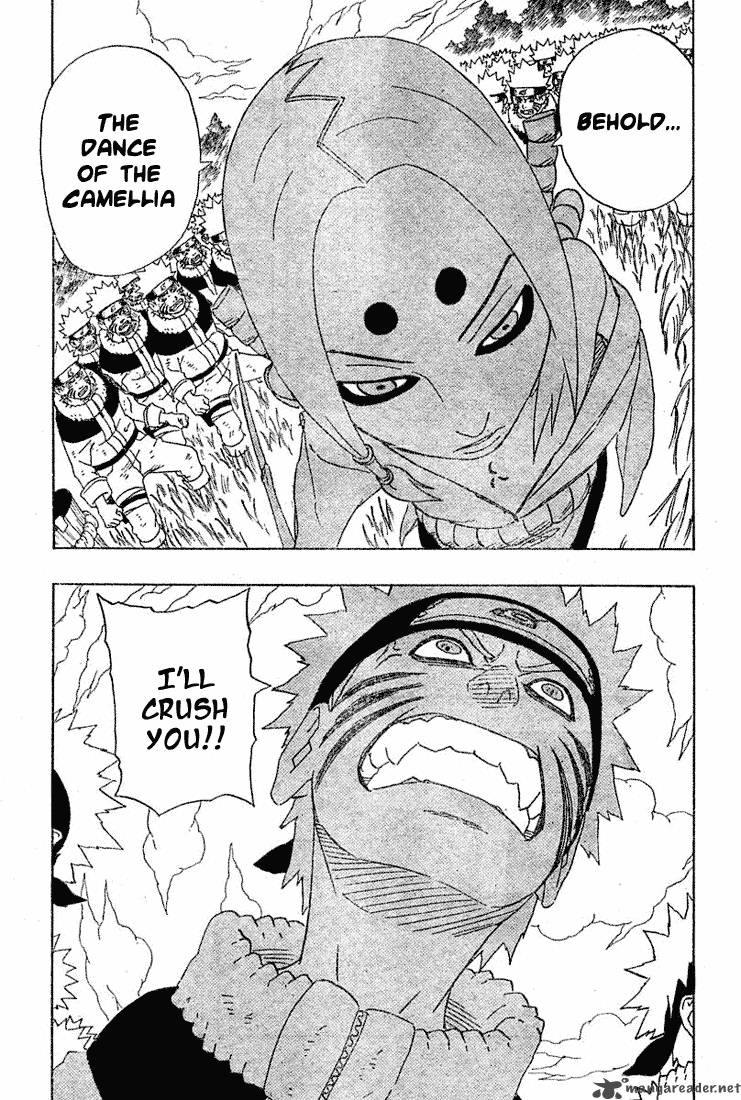 BEHOLD...
THE
DANCE
OF THE
CAMELLIA
I'LL
CRUSH
YOU!!
mangareader.net